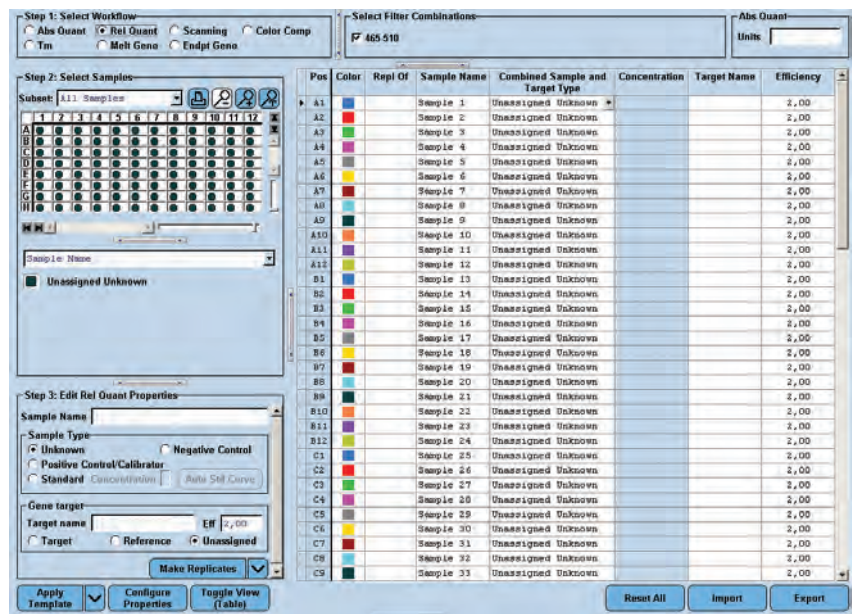 Step 1: Select Workflow
Abs Quant Rel Quant Scanning Color Comp
Tm Melt Geno Endpt Geno
Select Filter Combinations
465-510
Abs Quant
Units
Step 2: Select Samples
Subset: All Samples
1 2 3 4 5 6 7 8 9 10 11 12
A
B
C
D
E
F
G
H
Sample Name
Unassigned Unknown
Step 3: Edit Rel Quant Properties
Sample Name
Sample Type
Unknown Negative Control
Positive Control/Calibrator
Standard Concentration Auto Std Curve
Gene target
Target name Eff 2,00
Target Reference Unassigned
Make Replicates
Apply Template
Configure Properties
Toggle View (Table)
Pos Color Repl Of Sample Name Combined Sample and Target Type Concentration Target Name Efficiency
A1 Sample 1 Unassigned Unknown 2,00
A2 Sample 2 Unassigned Unknown 2,00
A3 Sample 3 Unassigned Unknown 2,00
A4 Sample 4 Unassigned Unknown 2,00
A5 Sample 5 Unassigned Unknown 2,00
A6 Sample 6 Unassigned Unknown 2,00
A7 Sample 7 Unassigned Unknown 2,00
A8 Sample 8 Unassigned Unknown 2,00
A9 Sample 9 Unassigned Unknown 2,00
A10 Sample 10 Unassigned Unknown 2,00
A11 Sample 11 Unassigned Unknown 2,00
A12 Sample 12 Unassigned Unknown 2,00
B1 Sample 13 Unassigned Unknown 2,00
B2 Sample 14 Unassigned Unknown 2,00
B3 Sample 15 Unassigned Unknown 2,00
B4 Sample 16 Unassigned Unknown 2,00
B5 Sample 17 Unassigned Unknown 2,00
B6 Sample 18 Unassigned Unknown 2,00
B7 Sample 19 Unassigned Unknown 2,00
B8 Sample 20 Unassigned Unknown 2,00
B9 Sample 21 Unassigned Unknown 2,00
B10 Sample 22 Unassigned Unknown 2,00
B11 Sample 23 Unassigned Unknown 2,00
B12 Sample 24 Unassigned Unknown 2,00
C1 Sample 25 Unassigned Unknown 2,00
C2 Sample 26 Unassigned Unknown 2,00
C3 Sample 27 Unassigned Unknown 2,00
C4 Sample 28 Unassigned Unknown 2,00
C5 Sample 29 Unassigned Unknown 2,00
C6 Sample 30 Unassigned Unknown 2,00
C7 Sample 31 Unassigned Unknown 2,00
C8 Sample 32 Unassigned Unknown 2,00
C9 Sample 33 Unassigned Unknown 2,00
Reset All Import Export